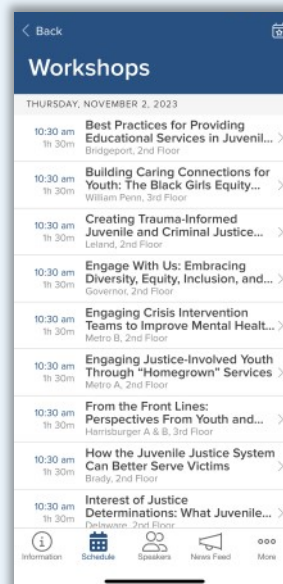 Back
Workshops
THURSDAY, NOVEMBER 2, 2023
10:30 am
1h 30m
Best Practices for Providing
Educational Services in Juvenil...
Bridgeport, 2nd Floor
10:30 am
1h 30m
Building Caring Connections for
Youth: The Black Girls Equity...
William Penn, 3rd Floor
10:30 am
1h 30m
Creating Trauma-Informed
Juvenile and Criminal Justice...
Leland, 2nd Floor
10:30 am
1h 30m
Engage With Us: Embracing
Diversity, Equity, Inclusion, and...
Governor, 2nd Floor
10:30 am
1h 30m
Engaging Crisis Intervention
Teams to Improve Mental Healt...
Metro B, 2nd Floor
10:30 am
1h 30m
Engaging Justice-Involved Youth
Through “Homegrown” Services
Metro A, 2nd Floor
10:30 am
1h 30m
From the Front Lines:
Perspectives From Youth and...
Harrisburger A & B, 3rd Floor
10:30 am
1h 30m
How the Juvenile Justice System
Can Better Serve Victims
Brady, 2nd Floor
10:30 am
1h 30m
Interest of Justice
Determinations: What Juvenile...
Delaware, 2nd Floor
Information
Schedule
Speakers
News Feed
More